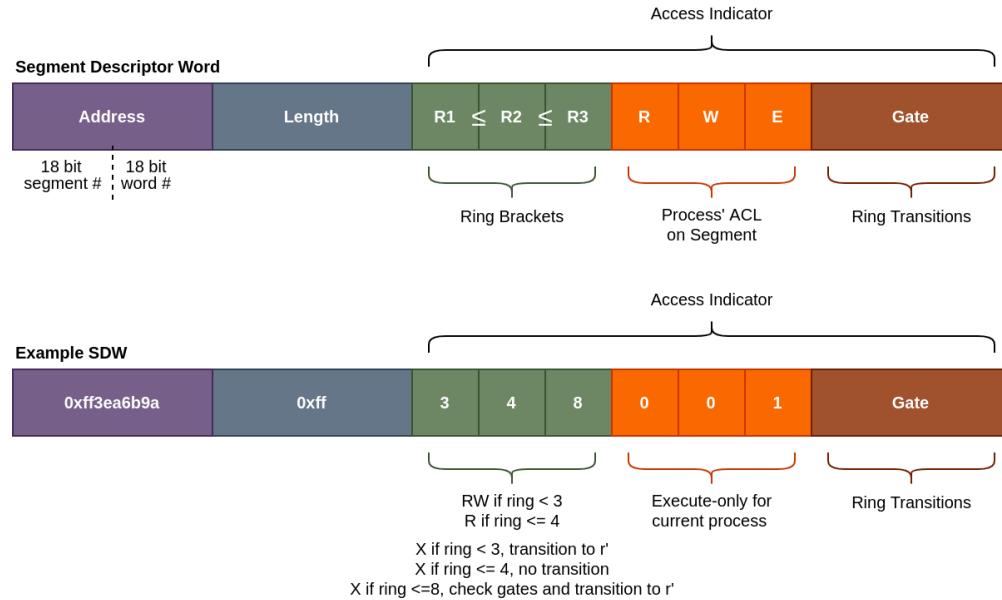 Access Indicator
Segment Descriptor Word
Address Length R1 ≤ R2 ≤ R3 R W E Gate
18 bit 18 bit
segment # word #
Ring Brackets
Process' ACL
on Segment
Ring Transitions
Access Indicator
Example SDW
0xff3ea6b9a 0xff 3 4 8 0 0 1 Gate
RW if ring < 3
R if ring <= 4
Execute-only for
current process
Ring Transitions
X if ring < 3, transition to r'
X if ring <= 4, no transition
X if ring <=8, check gates and transition to r'